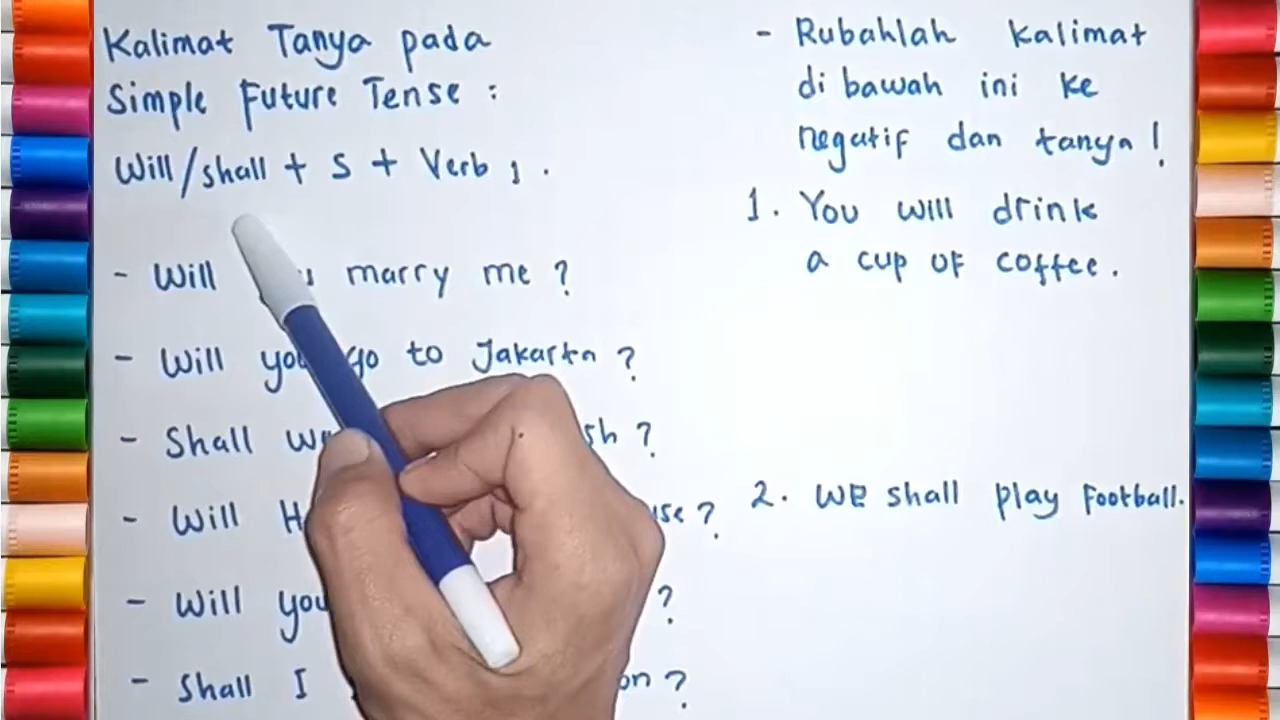 Kalimat Tanya pada
Simple Future Tense :
Will/shall + S + Verb 1.
- Will marry me ?
- Will you go to Jakarta ?
- Shall ?
- Will ?
- Will you ?
- Shall I ?
- Rubahlah kalimat
di bawah ini ke
negatif dan tanya !
1. You will drink
a cup of coffee.
2. We shall play football.